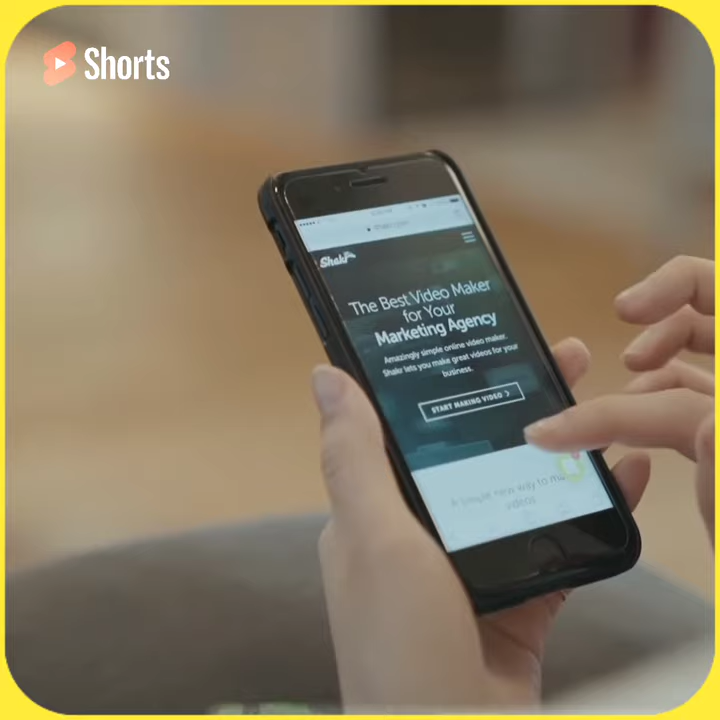 Shorts
Shakr
The Best Video Maker
for Your
Marketing Agency
Amazingly simple online video maker.
Shakr lets you make great videos for your
business.
START MAKING VIDEO
A simple new way to
videos